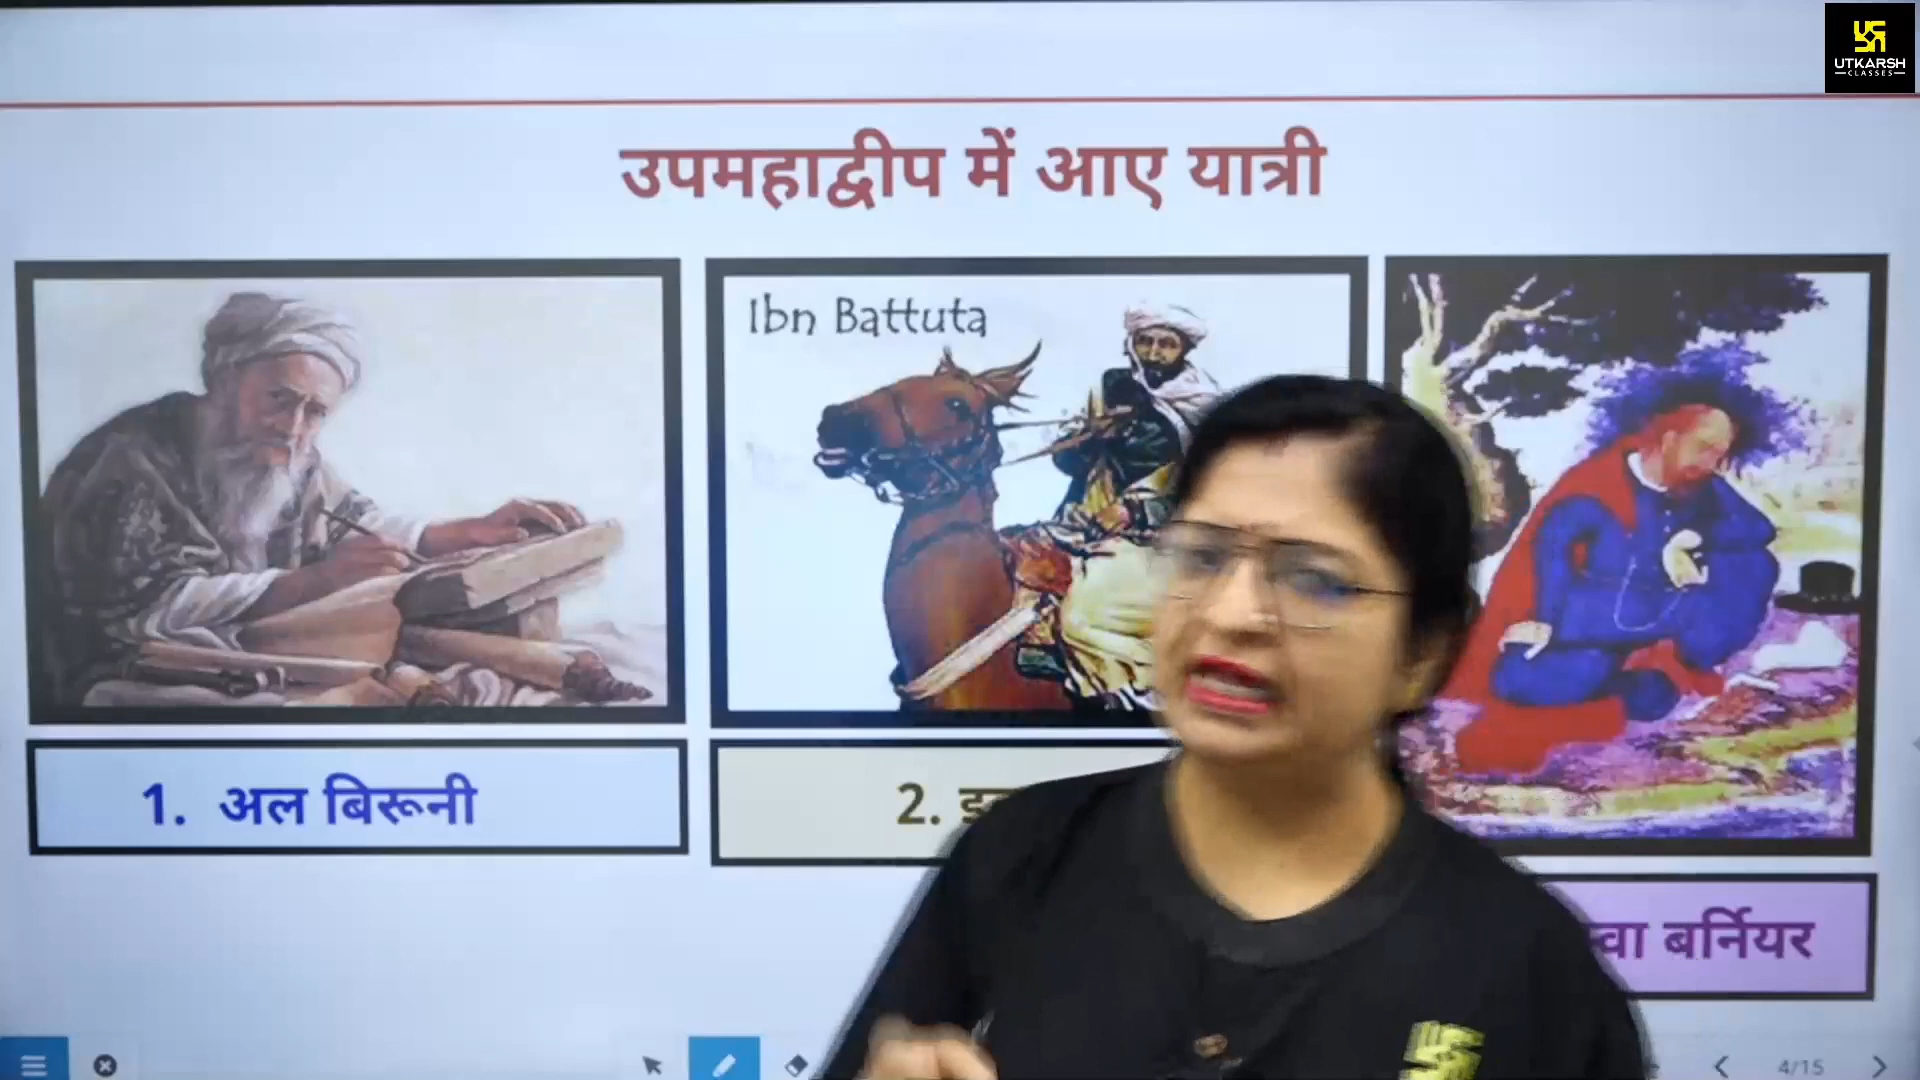 UTKARSH
CLASSES
उपमहाद्वीप में आए यात्री
Ibn Battuta
1. अल बिरूनी
2.
बर्नियर
4/15